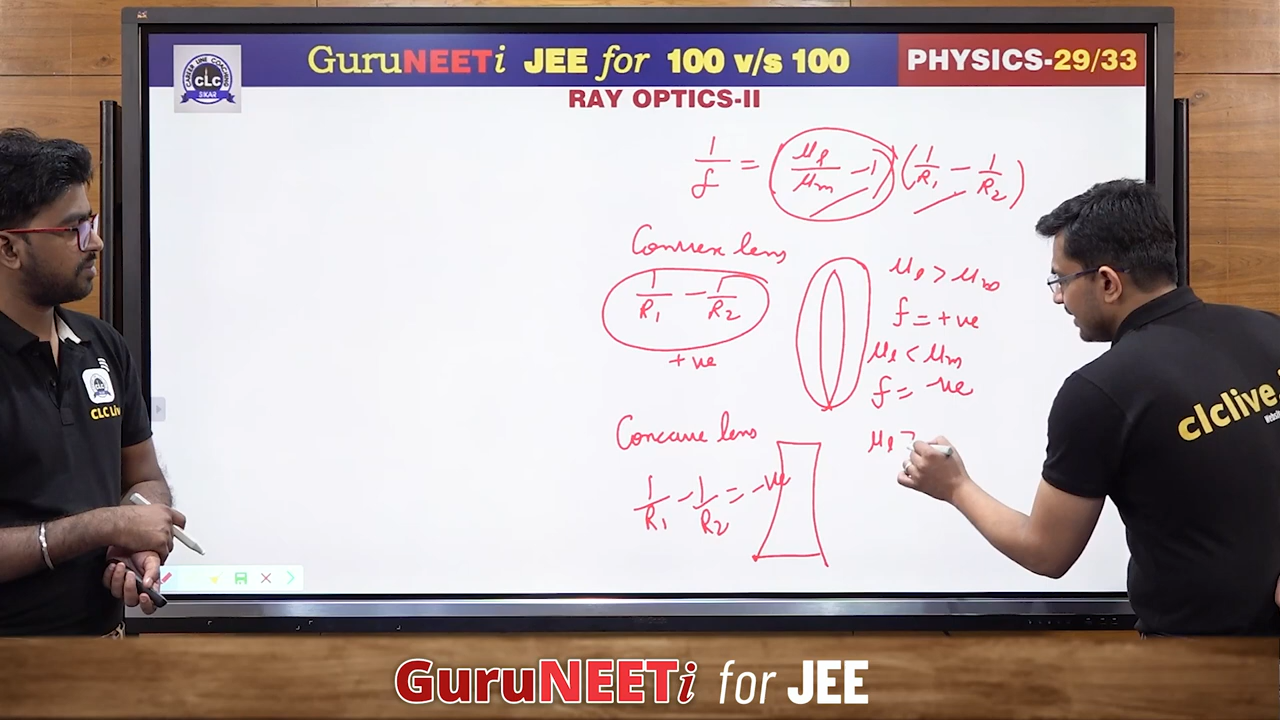 GuruNEETi JEE for 100 v/s 100
PHYSICS-29/33
CLC
SIKAR
RAY OPTICS-II
1/f = (μl/μm - 1) (1/R1 - 1/R2)
Convex lens
1/R1 - 1/R2
+ve
μl > μm
f = +ve
μl < μm
f = -ve
Concave lens
1/R1 - 1/R2 = -ve
μl >
CLC
CLC Live
clclive.
GuruNEETi for JEE